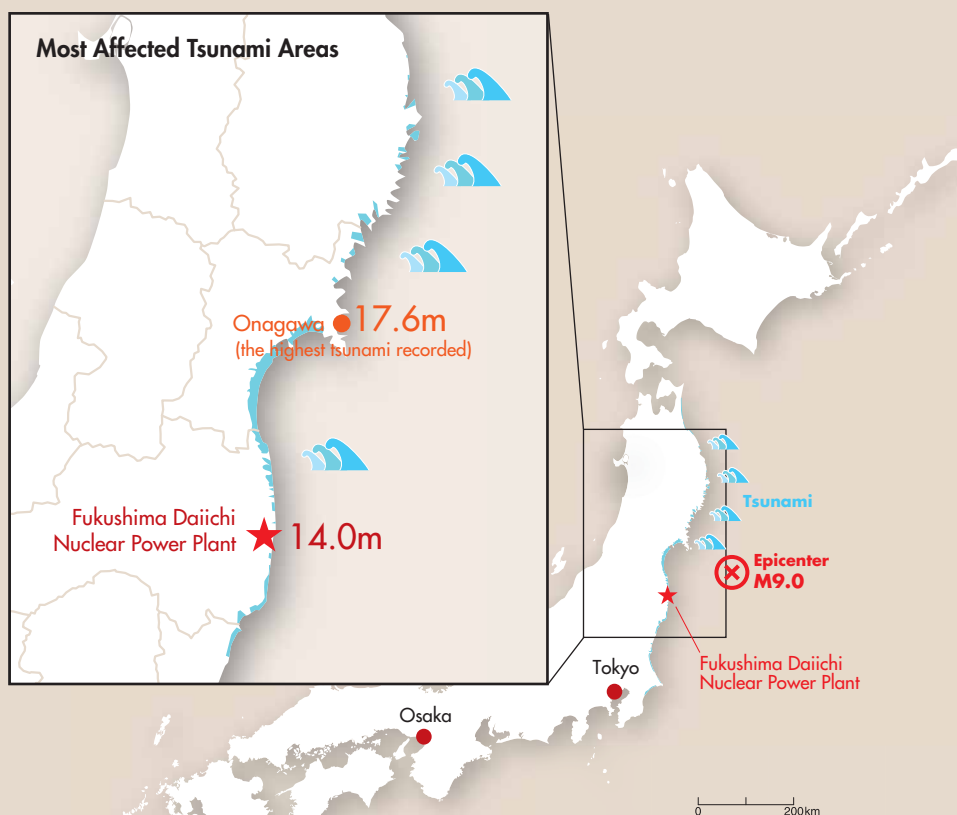 Most Affected Tsunami Areas
Onagawa 17.6m
(the highest tsunami recorded)
Fukushima Daiichi
Nuclear Power Plant
14.0m
Tsunami
Epicenter
M9.0
Fukushima Daiichi
Nuclear Power Plant
Tokyo
Osaka
0 200km